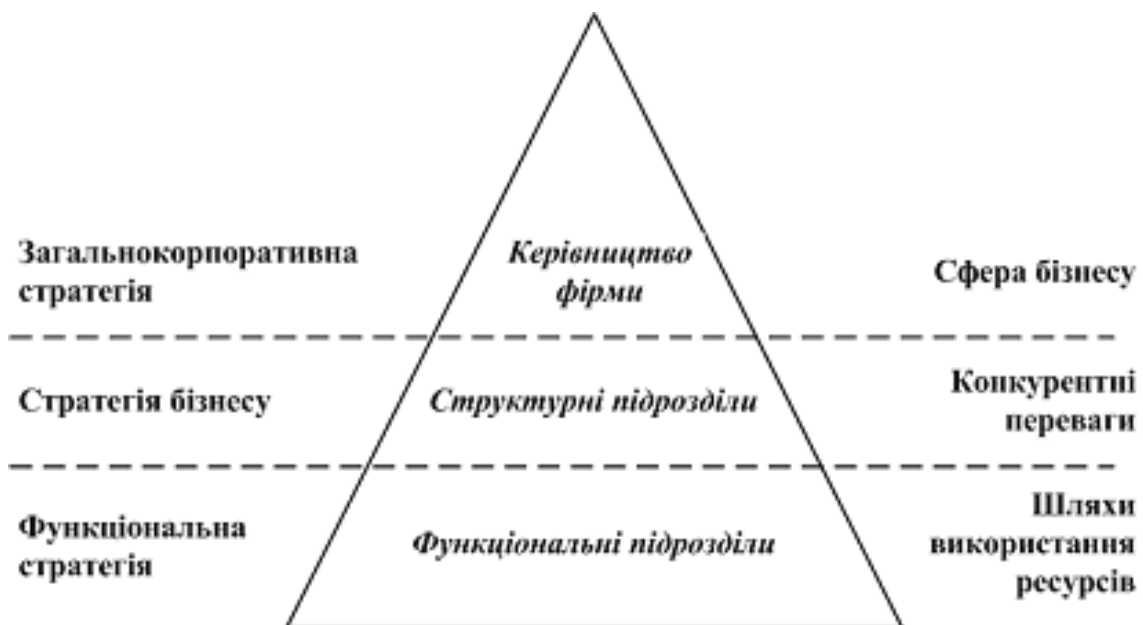 Загальнокорпоративна
стратегія
Керівництво
фірми
Сфера бізнесу
Стратегія бізнесу
Структурні підрозділи
Конкурентні
переваги
Функціональна
стратегія
Функціональні підрозділи
Шляхи
використання
ресурсів